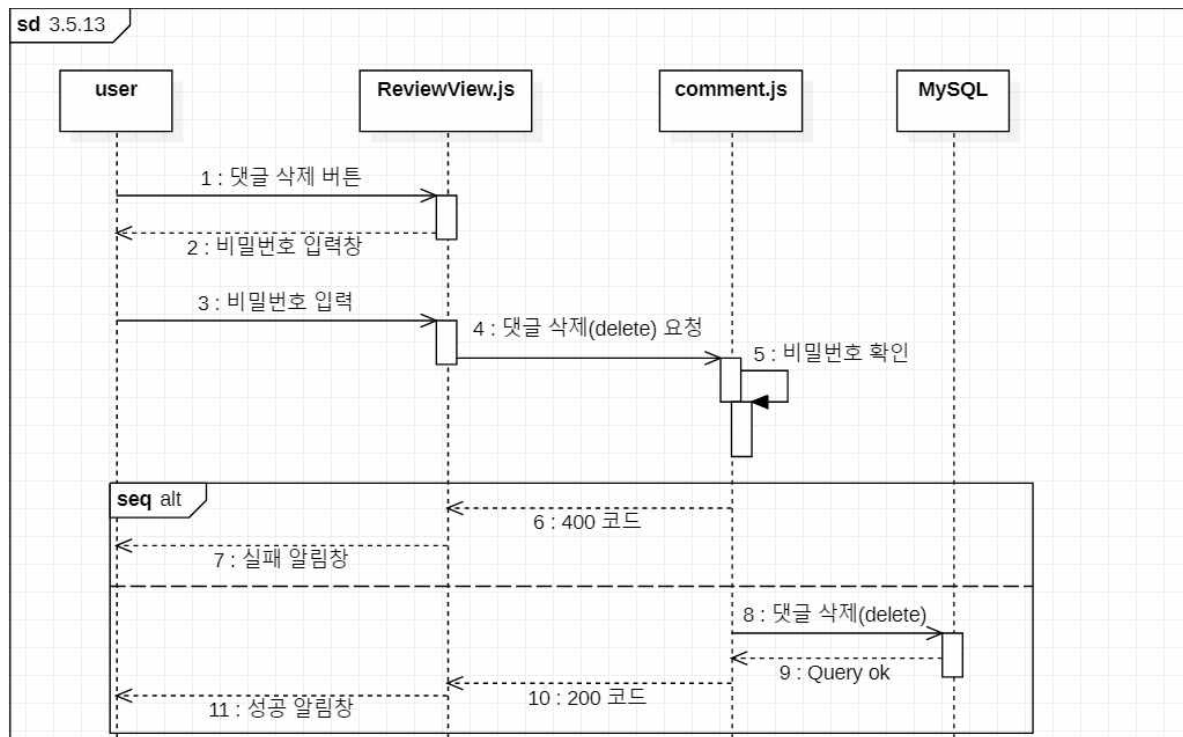 sd 3.5.13
user
ReviewView.js
comment.js
MySQL
1 : 댓글 삭제 버튼
2 : 비밀번호 입력창
3 : 비밀번호 입력
4 : 댓글 삭제(delete) 요청
5 : 비밀번호 확인
seq alt
6 : 400 코드
7 : 실패 알림창
8 : 댓글 삭제(delete)
9 : Query ok
10 : 200 코드
11 : 성공 알림창